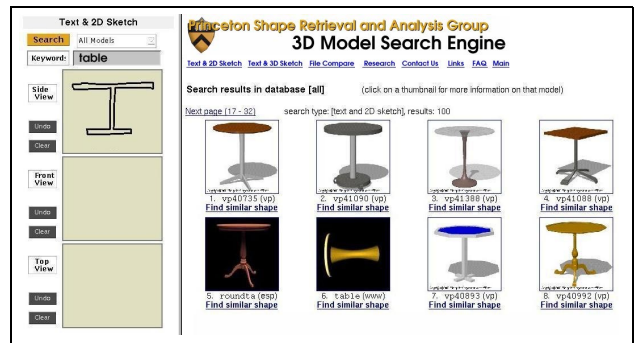 Text & 2D Sketch
Search All Models
Keyword: table
Side View
Undo
Clear
Front View
Undo
Clear
Top View
Undo
Clear
Princeton Shape Retrieval and Analysis Group
3D Model Search Engine
Text & 2D Sketch Text & 3D Sketch File Compare Research Contact Us Links FAQ Main
Search results in database [all] (click on a thumbnail for more information on that model)
Next page (17 - 32) search type: [text and 2D sketch], results: 100
1. vp40735 (vp) 2. vp41090 (vp) 3. vp41388 (vp) 4. vp41088 (vp)
Find similar shape Find similar shape Find similar shape Find similar shape
5. roundta (esp) 6. table (www) 7. vp40893 (vp) 8. vp40992 (vp)
Find similar shape Find similar shape Find similar shape Find similar shape